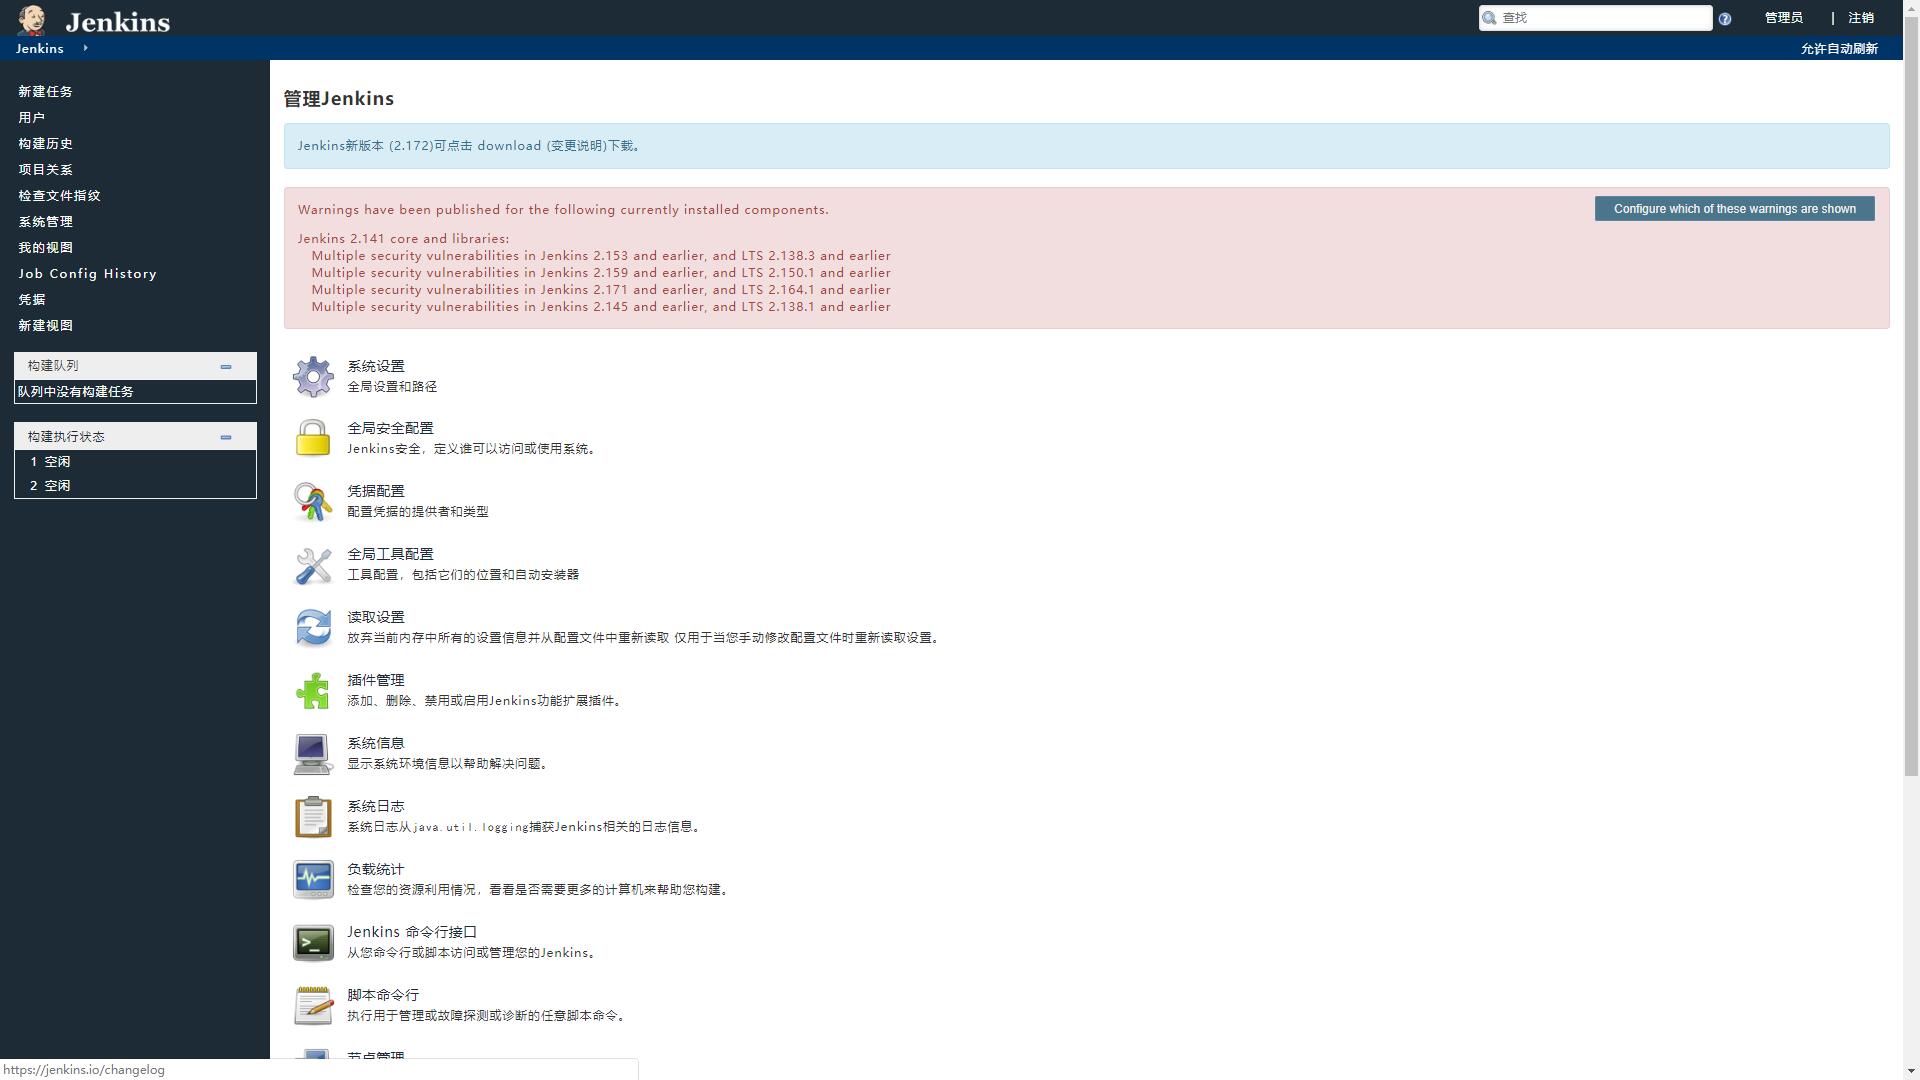 Jenkins
查找
管理员
|
注销
Jenkins
允许自动刷新
新建任务
用户
构建历史
项目关系
检查文件指纹
系统管理
我的视图
Job Config History
凭据
新建视图
构建队列
队列中没有构建任务
构建执行状态
1 空闲
2 空闲
管理Jenkins
Jenkins新版本 (2.172)可点击 download (变更说明)下载。
Warnings have been published for the following currently installed components.
Configure which of these warnings are shown
Jenkins 2.141 core and libraries:
Multiple security vulnerabilities in Jenkins 2.153 and earlier, and LTS 2.138.3 and earlier
Multiple security vulnerabilities in Jenkins 2.159 and earlier, and LTS 2.150.1 and earlier
Multiple security vulnerabilities in Jenkins 2.171 and earlier, and LTS 2.164.1 and earlier
Multiple security vulnerabilities in Jenkins 2.145 and earlier, and LTS 2.138.1 and earlier
系统设置
全局设置和路径
全局安全配置
Jenkins安全，定义谁可以访问或使用系统。
凭据配置
配置凭据的提供者和类型
全局工具配置
工具配置，包括它们的位置和自动安装器
读取设置
放弃当前内存中所有的设置信息并从配置文件中重新读取 仅用于当您手动修改配置文件时重新读取设置。
插件管理
添加、删除、禁用或启用Jenkins功能扩展插件。
系统信息
显示系统环境信息以帮助解决问题。
系统日志
系统日志从java.util.logging捕获Jenkins相关的日志信息。
负载统计
检查您的资源利用情况，看看是否需要更多的计算机来帮助您构建。
Jenkins 命令行接口
从您命令行或脚本访问或管理您的Jenkins。
脚本命令行
执行用于管理或故障探测或诊断的任意脚本命令。
节点管理
https://jenkins.io/changelog